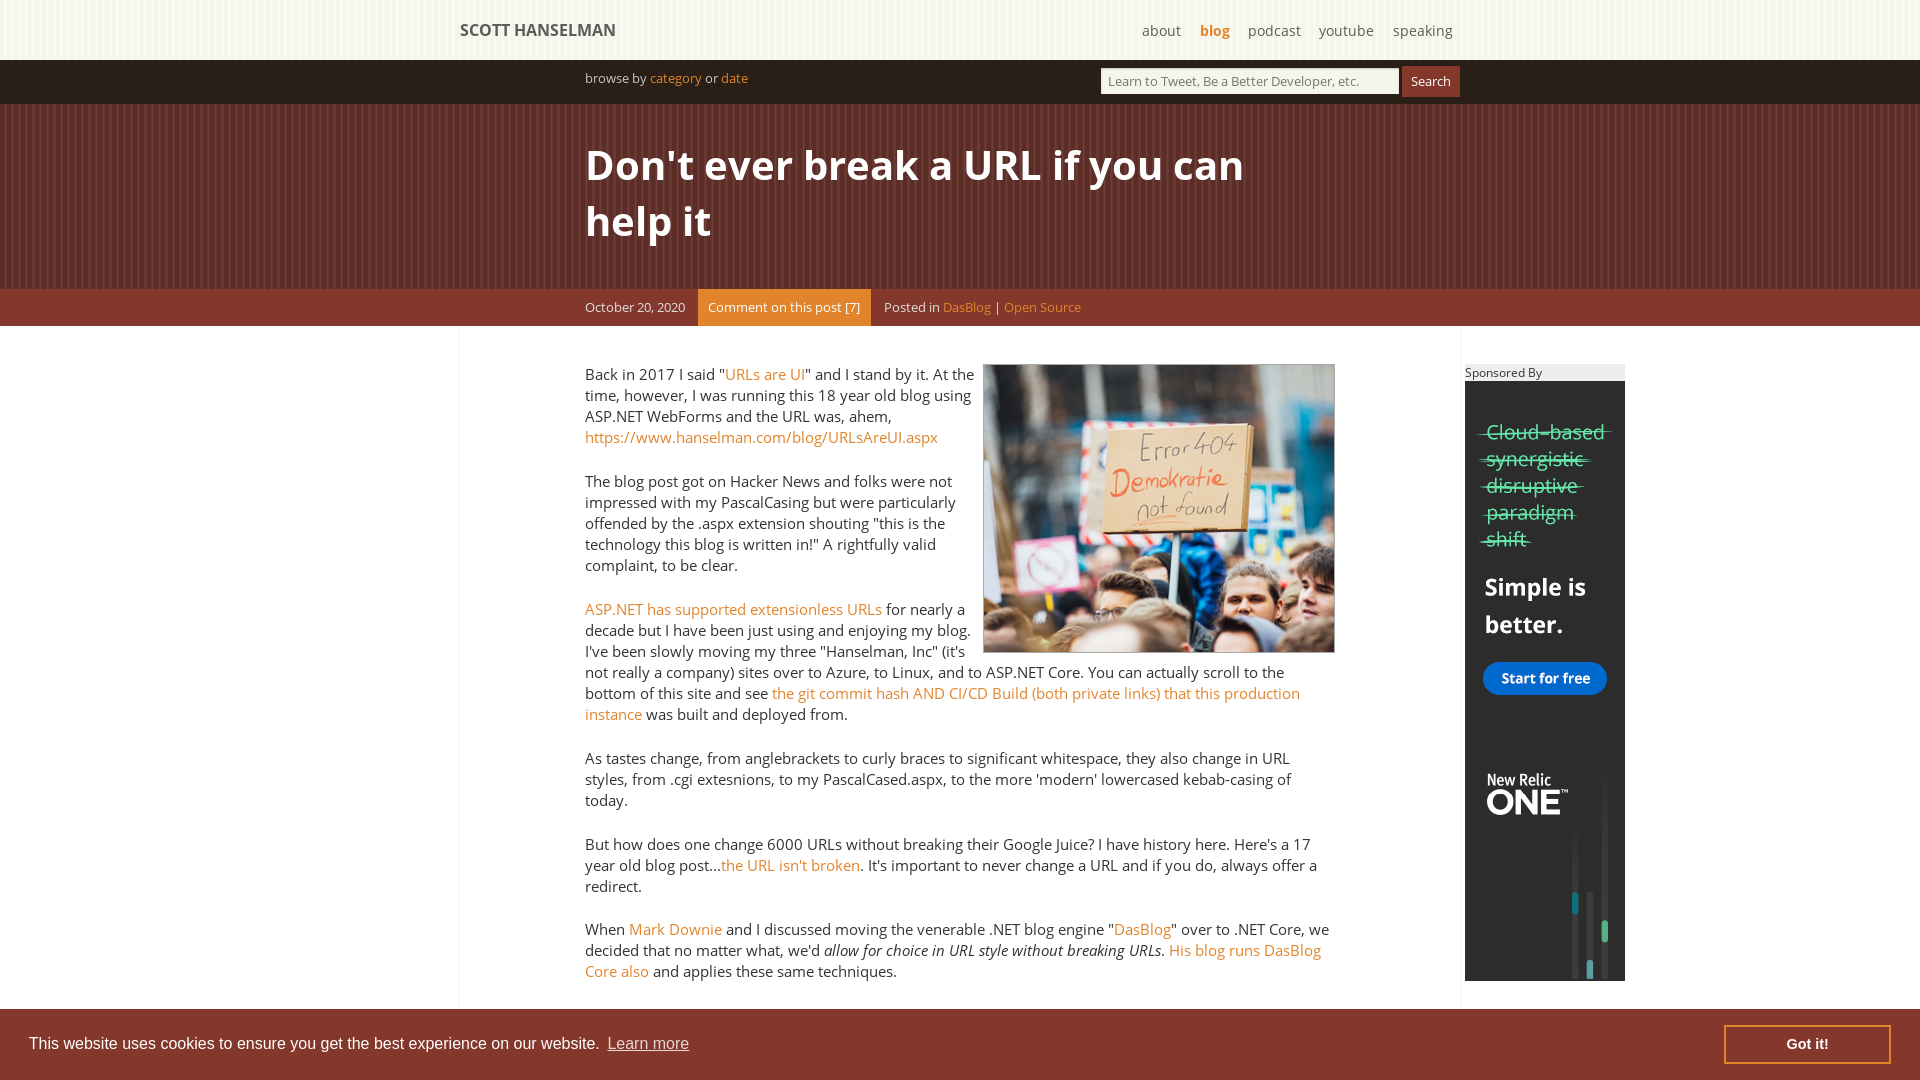 SCOTT HANSELMAN
about blog podcast youtube speaking
browse by category or date
Learn to Tweet, Be a Better Developer, etc.
Search
Don't ever break a URL if you can
help it
October 20, 2020
Comment on this post [7]
Posted in DasBlog | Open Source
Back in 2017 I said "URLs are UI" and I stand by it. At the
time, however, I was running this 18 year old blog using
ASP.NET WebForms and the URL was, ahem,
https://www.hanselman.com/blog/URLsAreUI.aspx
The blog post got on Hacker News and folks were not
impressed with my PascalCasing but were particularly
offended by the .aspx extension shouting "this is the
technology this blog is written in!" A rightfully valid
complaint, to be clear.
ASP.NET has supported extensionless URLs for nearly a
decade but I have been just using and enjoying my blog.
I've been slowly moving my three "Hanselman, Inc" (it's
not really a company) sites over to Azure, to Linux, and to ASP.NET Core. You can actually scroll to the
bottom of this site and see the git commit hash AND CI/CD Build (both private links) that this production
instance was built and deployed from.
As tastes change, from anglebrackets to curly braces to significant whitespace, they also change in URL
styles, from .cgi extesnions, to my PascalCased.aspx, to the more 'modern' lowercased kebab-casing of
today.
But how does one change 6000 URLs without breaking their Google Juice? I have history here. Here's a 17
year old blog post...the URL isn't broken. It's important to never change a URL and if you do, always offer a
redirect.
When Mark Downie and I discussed moving the venerable .NET blog engine "DasBlog" over to .NET Core, we
decided that no matter what, we'd allow for choice in URL style without breaking URLs. His blog runs DasBlog
Core also and applies these same techniques.
Error 404
Demokratie
not found
Sponsored By
Cloud-based
synergistic
disruptive
paradigm
shift
Simple is
better.
Start for free
New Relic
ONE™
This website uses cookies to ensure you get the best experience on our website. Learn more
Got it!